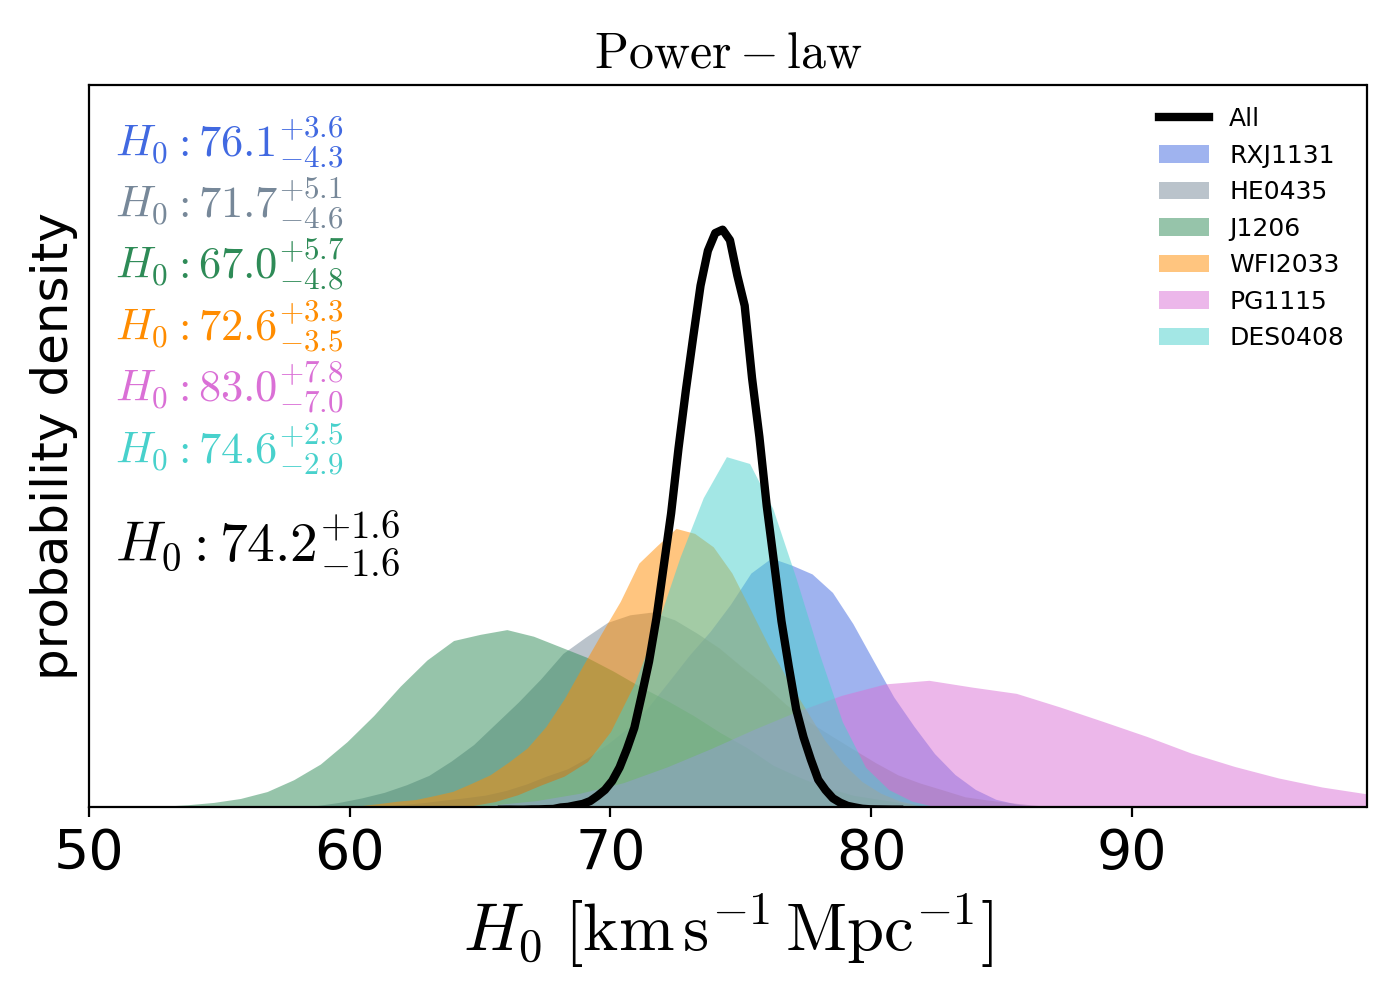 Power – law
H₀ : 76.1 +3.6 −4.3
H₀ : 71.7 +5.1 −4.6
H₀ : 67.0 +5.7 −4.8
H₀ : 72.6 +3.3 −3.5
H₀ : 83.0 +7.8 −7.0
H₀ : 74.6 +2.5 −2.9
H₀ : 74.2 +1.6 −1.6
All
RXJ1131
HE0435
J1206
WFI2033
PG1115
DES0408
probability density
50 60 70 80 90
H₀ [km s⁻¹ Mpc⁻¹]